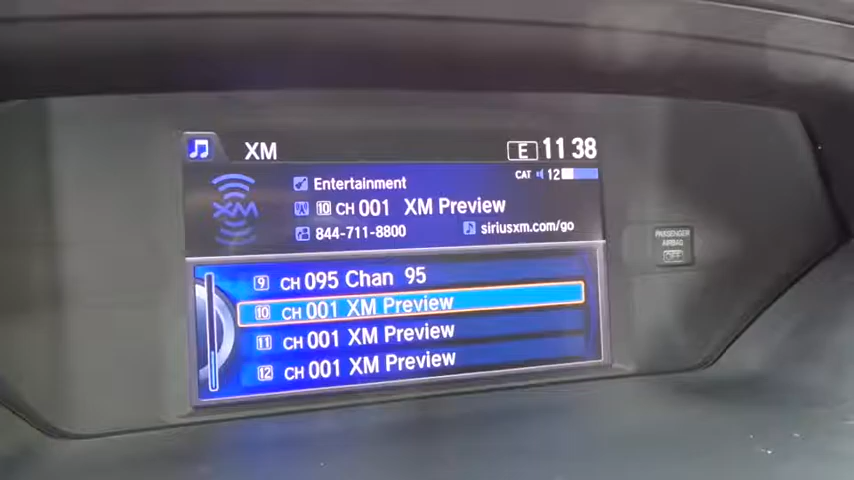 XM E 11 38
CAT 12
Entertainment
XM
10 CH 001 XM Preview
844-711-8800 siriusxm.com/go
9 CH 095 Chan 95
10 CH 001 XM Preview
11 CH 001 XM Preview
12 CH 001 XM Preview
PASSENGER
AIRBAG
OFF